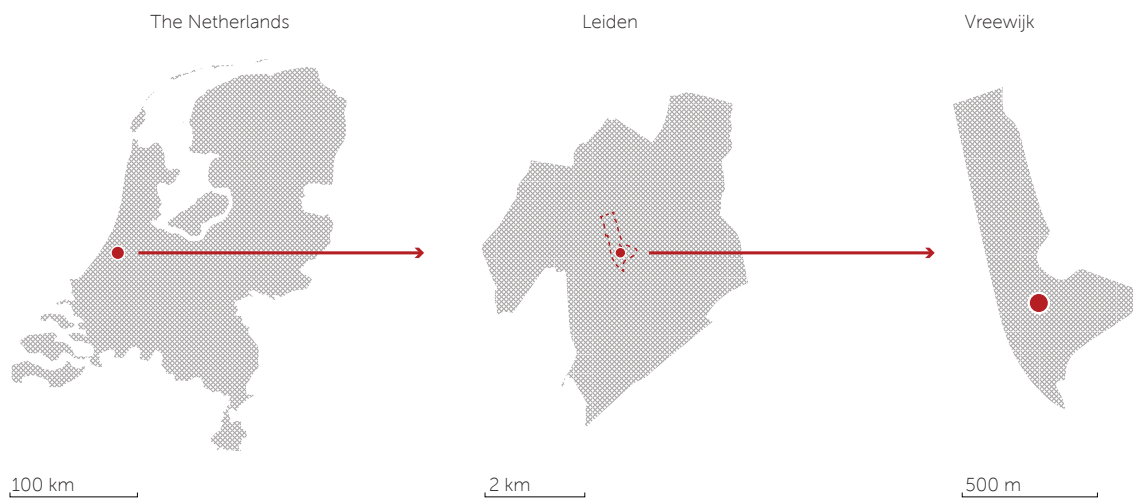 The Netherlands
Leiden
Vreewijk
100 km
2 km
500 m